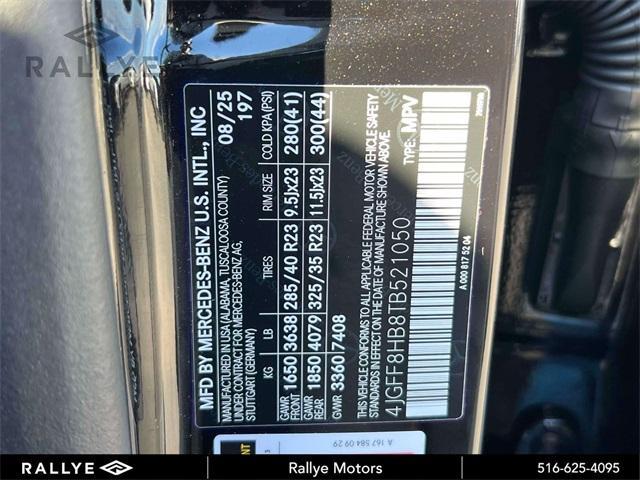 RALLYE
MFD BY MERCEDES-BENZ U.S. INTL., INC
MANUFACTURED IN USA (ALABAMA, TUSCALOOSA COUNTY) 08/25
UNDER CONTRACT FOR MERCEDES-BENZ AG, 197
STUTTGART (GERMANY)
KG LB TIRES RIM SIZE COLD KPA (PSI)
GAWR FRONT 1650 3638 285/40 R23 9.5Jx23 280(41)
GAWR REAR 1850 4079 325/35 R23 11.5Jx23 300(44)
GVWR 3360/7408
THIS VEHICLE CONFORMS TO ALL APPLICABLE FEDERAL MOTOR VEHICLE SAFETY
STANDARDS IN EFFECT ON THE DATE OF MANUFACTURE SHOWN ABOVE.
4JGFF8HB8TB521050 TYPE: MPV
A 000 817 52 04
A 167 584 09 29
RALLYE
Rallye Motors
516-625-4095